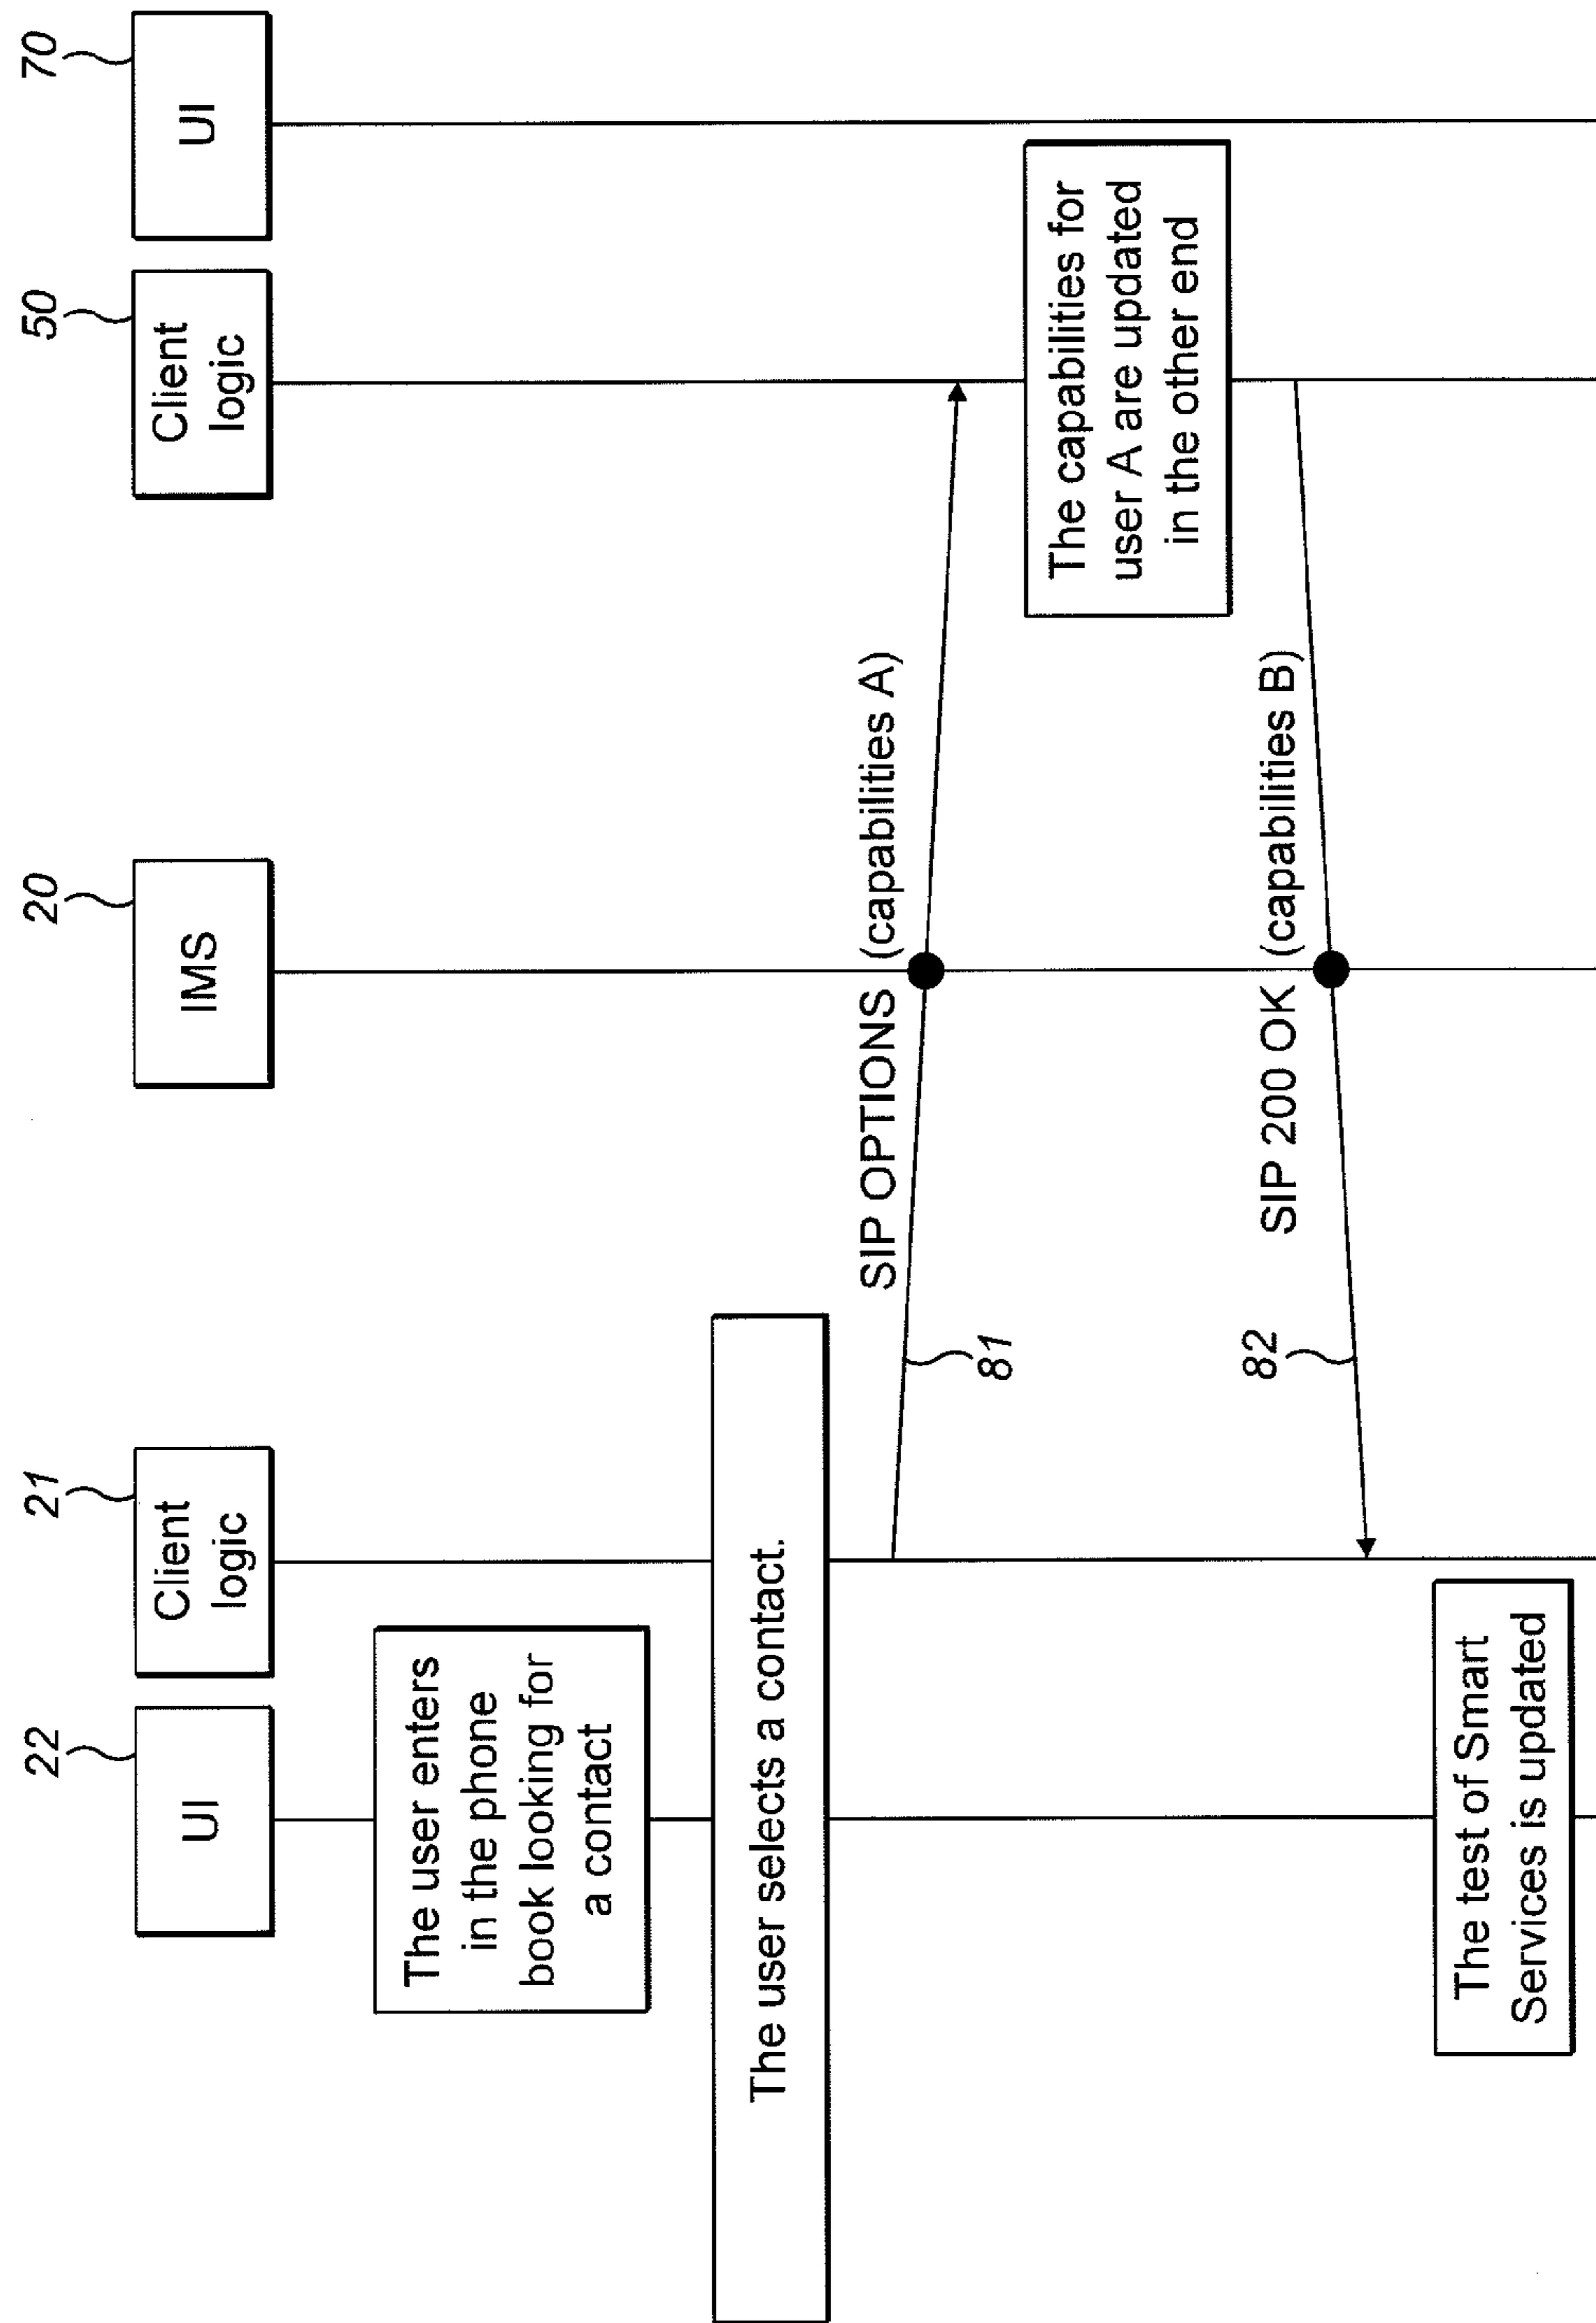 22
21
20
50
70
UI
Client
logic
IMS
Client
logic
UI
The user enters
in the phone
book looking for
a contact
The user selects a contact.
SIP OPTIONS (capabilities A)
81
The capabilities for
user A are updated
in the other end
SIP 200 OK (capabilities B)
82
The test of Smart
Services is updated